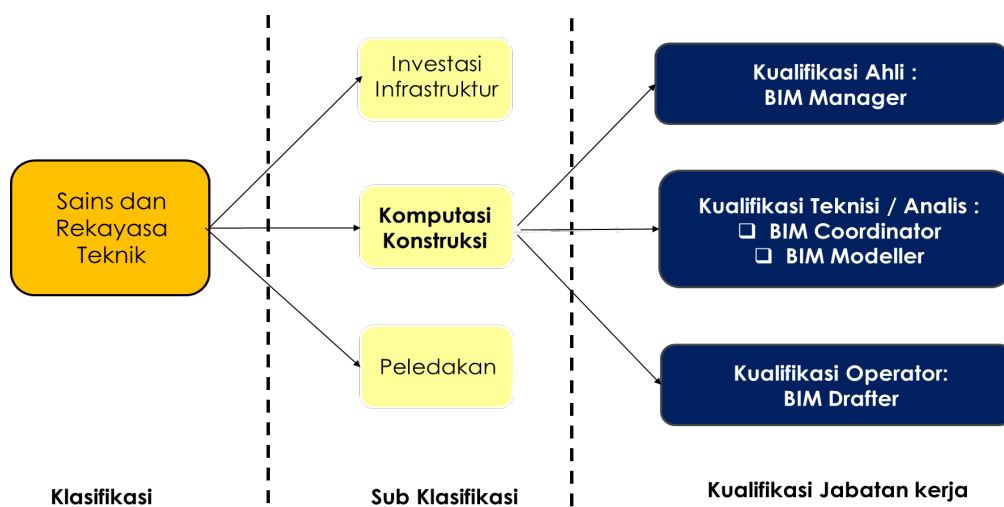 Sains dan
Rekayasa
Teknik
Klasifikasi
Investasi
Infrastruktur
Komputasi
Konstruksi
Peledakan
Sub Klasifikasi
Kualifikasi Ahli :
BIM Manager
Kualifikasi Teknisi / Analis :
❑ BIM Coordinator
❑ BIM Modeller
Kualifikasi Operator:
BIM Drafter
Kualifikasi Jabatan kerja